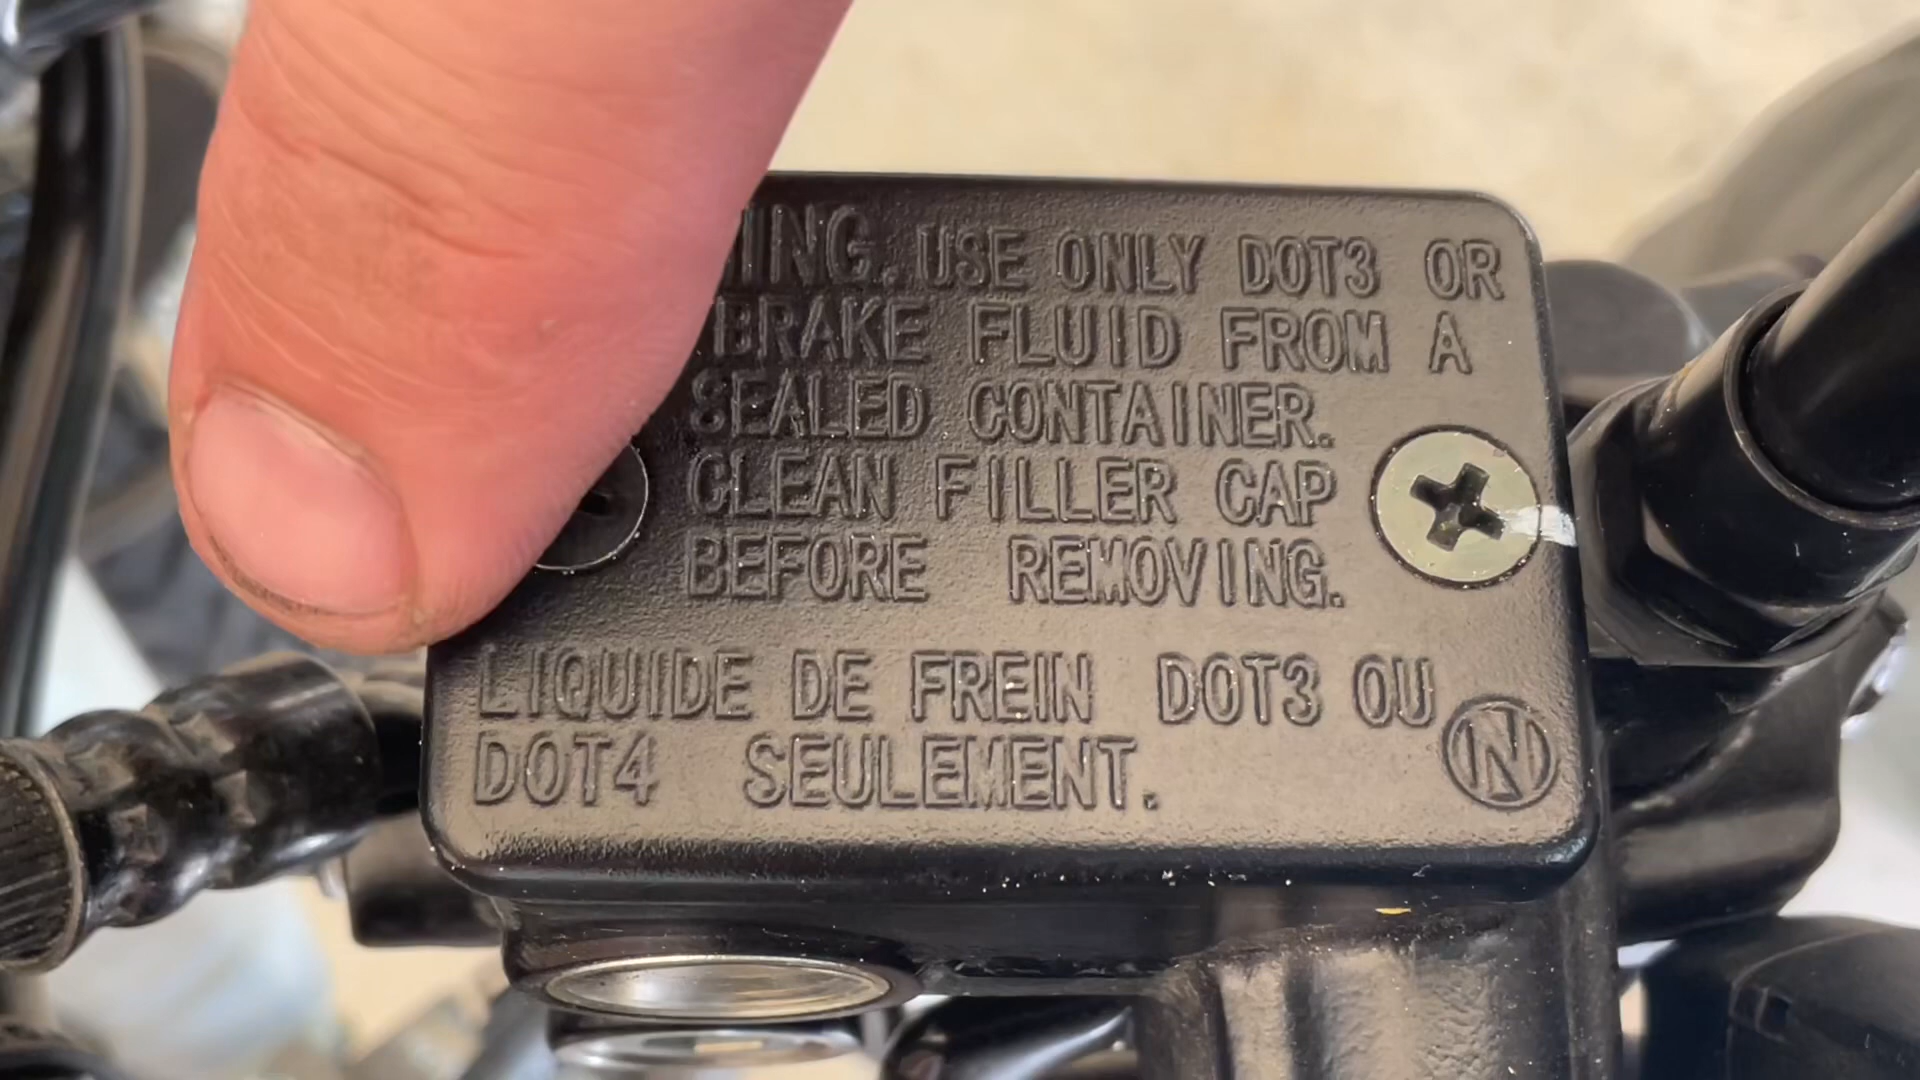 ING. USE ONLY DOT3 OR
BRAKE FLUID FROM A
SEALED CONTAINER.
CLEAN FILLER CAP
BEFORE REMOVING.
LIQUIDE DE FREIN DOT3 OU
DOT4 SEULEMENT.
N